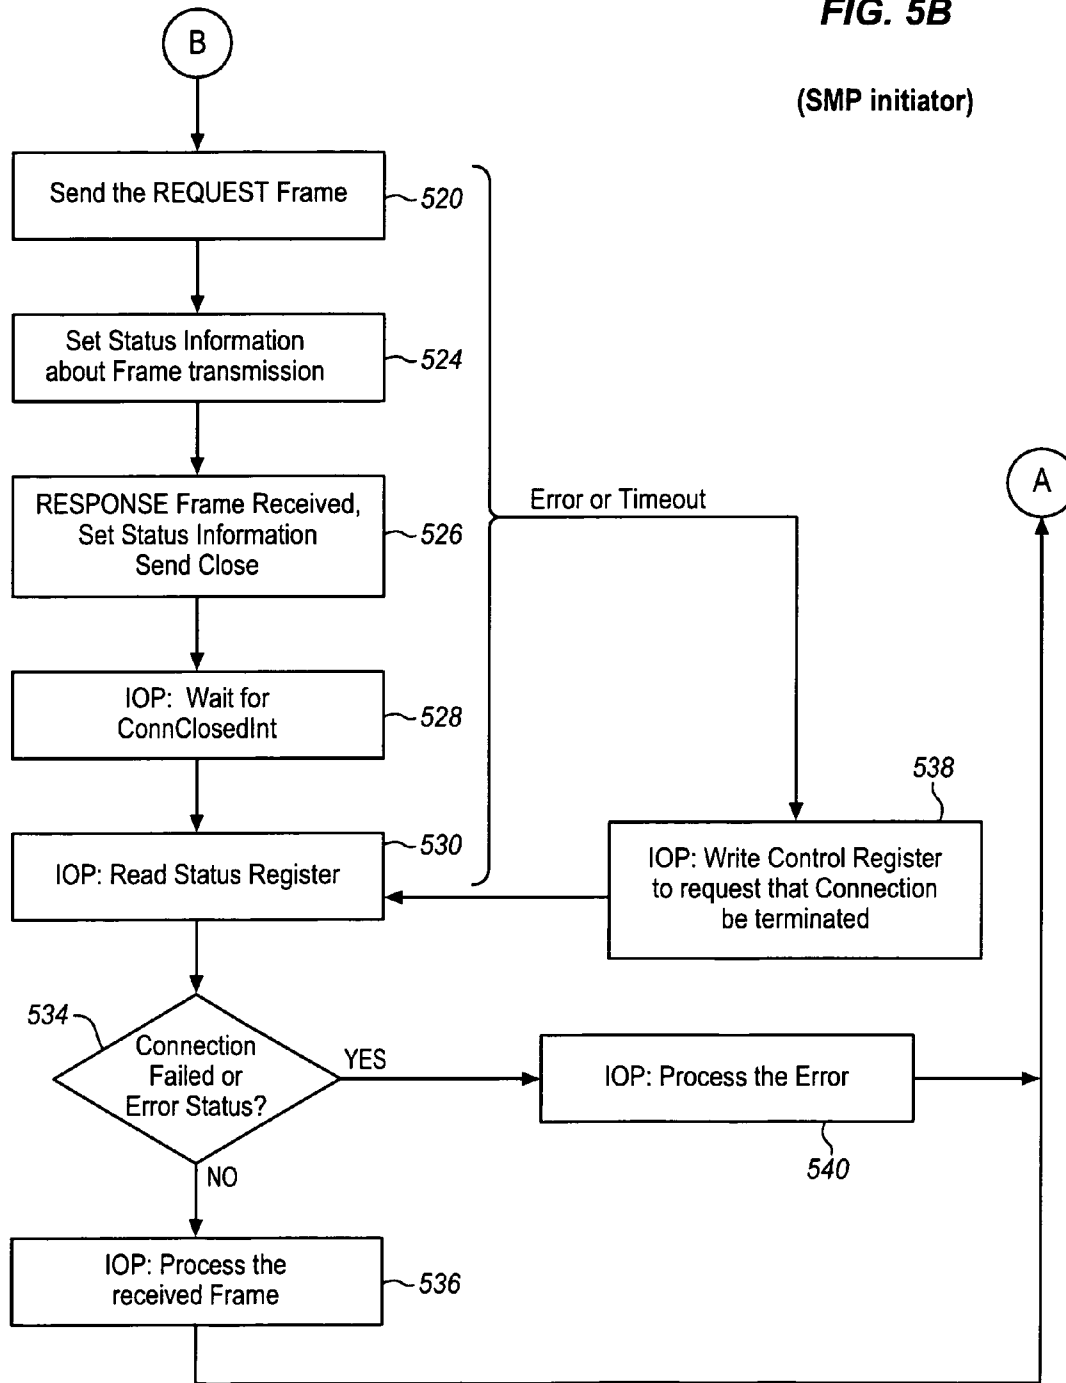 FIG. 5B
B
(SMP initiator)
Send the REQUEST Frame
520
Set Status Information
about Frame transmission
524
RESPONSE Frame Received,
Set Status Information
Send Close
526
Error or Timeout
A
IOP: Wait for
ConnClosedInt
528
538
IOP: Read Status Register
530
IOP: Write Control Register
to request that Connection
be terminated
534
Connection
Failed or
Error Status?
YES
IOP: Process the Error
540
NO
IOP: Process the
received Frame
536